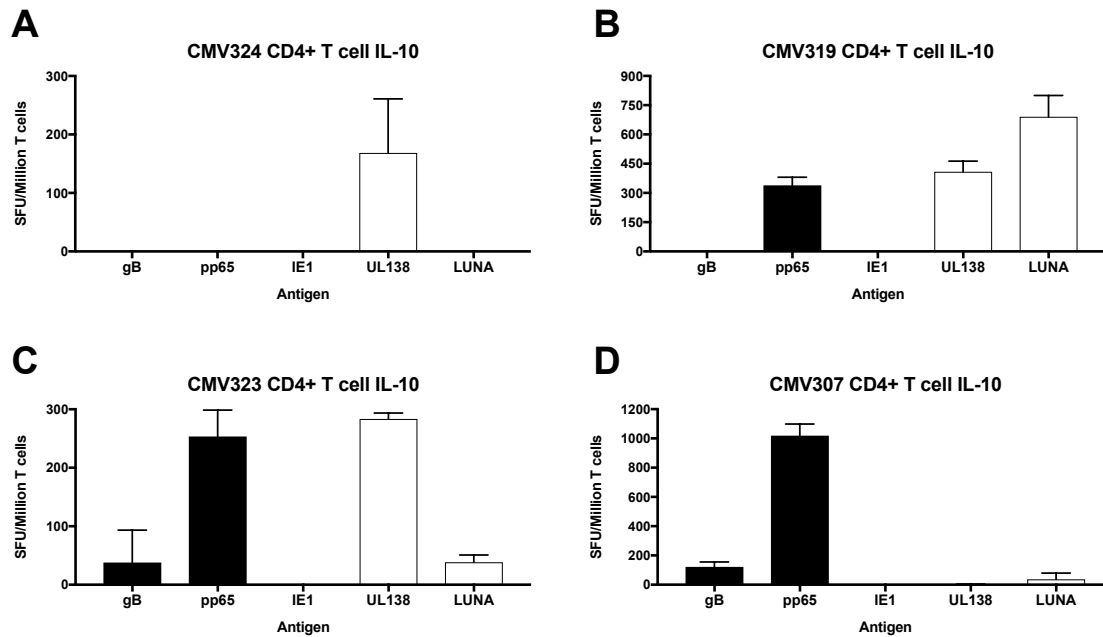 A
CMV324 CD4+ T cell IL-10
SFU/Million T cells
300
200
100
0
gB pp65 IE1 UL138 LUNA
Antigen
B
CMV319 CD4+ T cell IL-10
SFU/Million T cells
900
750
600
450
300
150
0
gB pp65 IE1 UL138 LUNA
Antigen
C
CMV323 CD4+ T cell IL-10
SFU/Million T cells
300
200
100
0
gB pp65 IE1 UL138 LUNA
Antigen
D
CMV307 CD4+ T cell IL-10
SFU/Million T cells
1200
1000
800
600
400
200
0
gB pp65 IE1 UL138 LUNA
Antigen